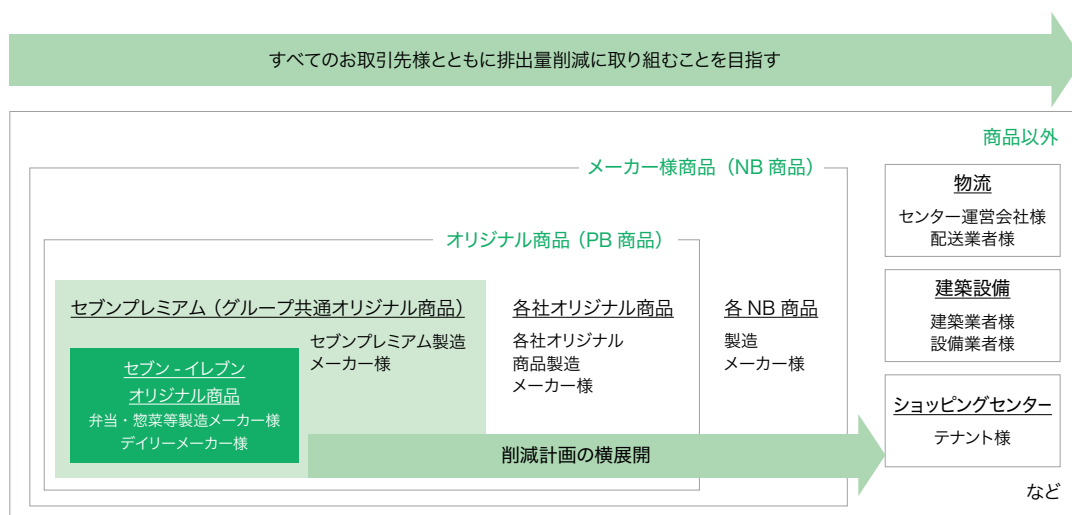 すべてのお取引先様とともに排出量削減に取り組むことを目指す
商品以外
メーカー様商品（NB 商品）
オリジナル商品（PB 商品）
セブンプレミアム（グループ共通オリジナル商品）
セブンプレミアム製造
メーカー様
セブン - イレブン
オリジナル商品
弁当・惣菜等製造メーカー様
デイリーメーカー様
各社オリジナル商品
各社オリジナル
商品製造
メーカー様
各 NB 商品
製造
メーカー様
削減計画の横展開
物流
センター運営会社様
配送業者様
建築設備
建築業者様
設備業者様
ショッピングセンター
テナント様
など